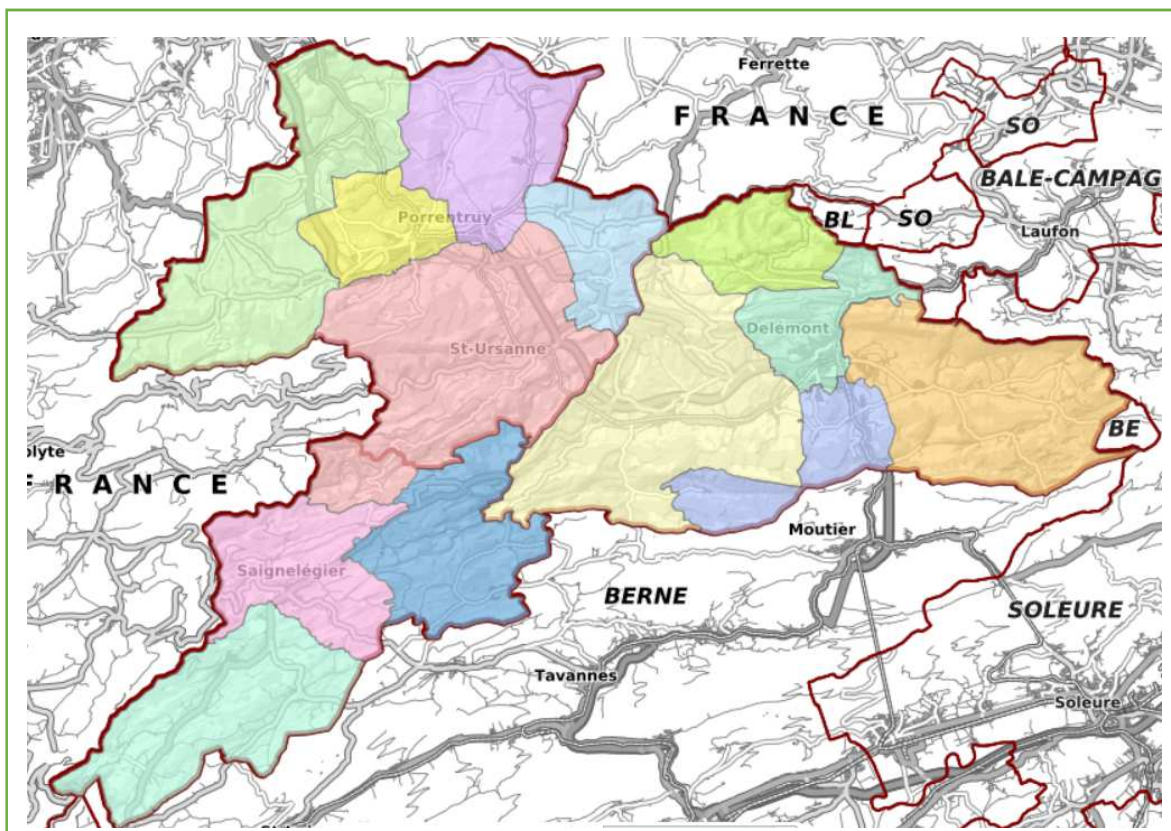 Ferrette
FRANCE
SO
BALE-CAMPAG
Porrentruy
BL
SO
Laufon
Delémont
St-Ursanne
BE
olyte
FRANCE
Moutier
Saignelégier
BERNE
SOLEURE
Tavannes
Soleure